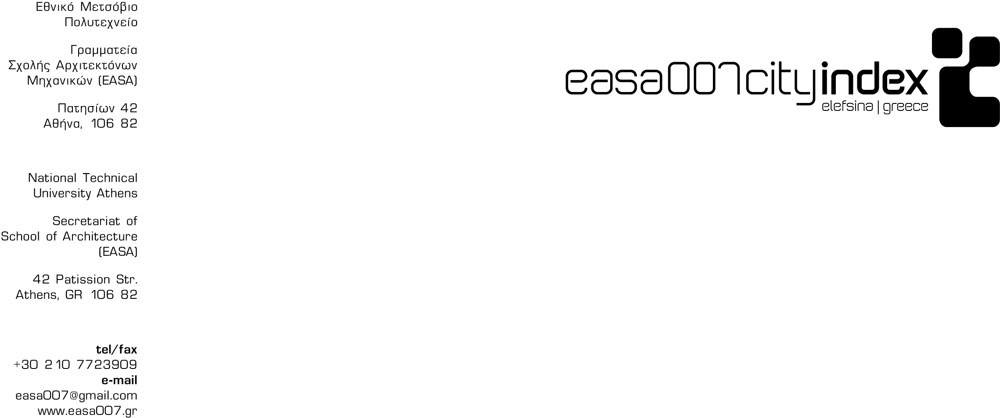 Εθνικό Μετσόβιο
Πολυτεχνείο
Γραμματεία
Σχολής Αρχιτεκτόνων
Μηχανικών (EASA)
Πατησίων 42
Αθήνα, 106 82
National Technical
University Athens
Secretariat of
School of Architecture
(EASA)
42 Patission Str.
Athens, GR 106 82
tel/fax
+30 210 7723909
e-mail
easa007@gmail.com
www.easa007.gr
easa007cityindex
elefsina | greece